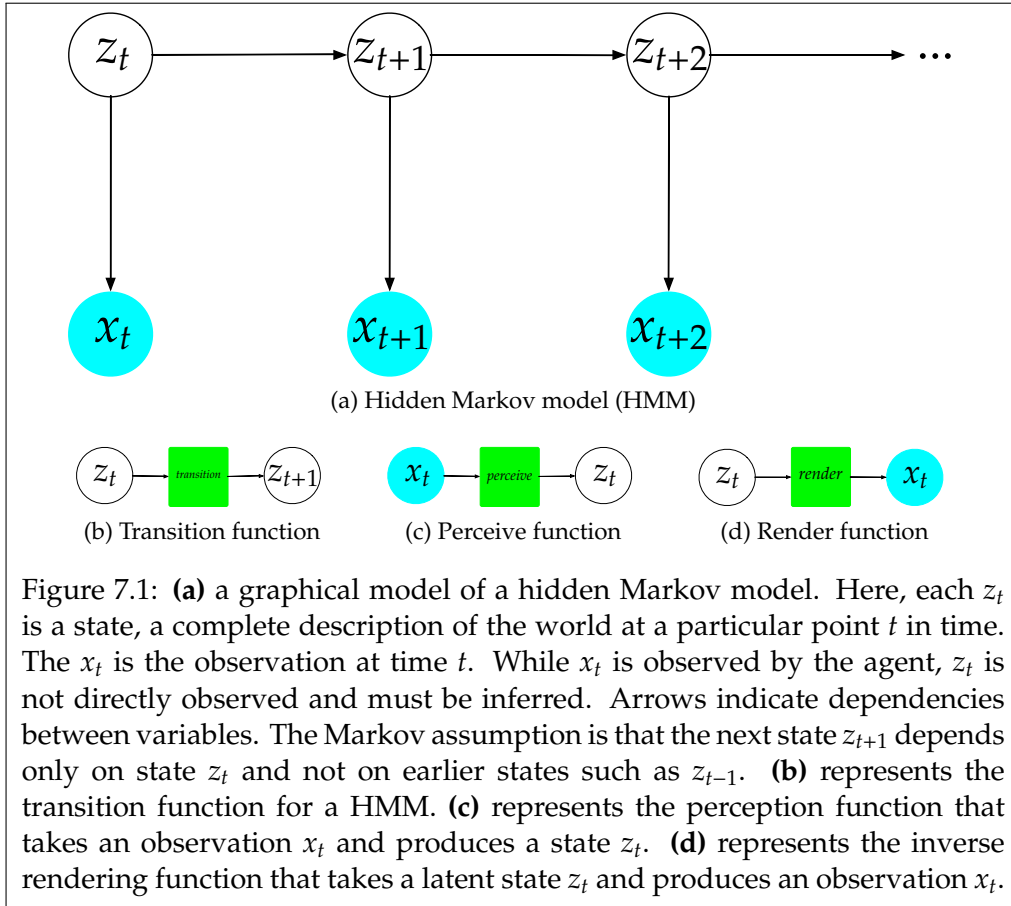 z_t z_{t+1} z_{t+2} ...
x_t x_{t+1} x_{t+2}
(a) Hidden Markov model (HMM)
z_t transition z_{t+1} x_t perceive z_t z_t render x_t
(b) Transition function (c) Perceive function (d) Render function
Figure 7.1: (a) a graphical model of a hidden Markov model. Here, each z_t
is a state, a complete description of the world at a particular point t in time.
The x_t is the observation at time t. While x_t is observed by the agent, z_t is
not directly observed and must be inferred. Arrows indicate dependencies
between variables. The Markov assumption is that the next state z_{t+1} depends
only on state z_t and not on earlier states such as z_{t−1}. (b) represents the
transition function for a HMM. (c) represents the perception function that
takes an observation x_t and produces a state z_t. (d) represents the inverse
rendering function that takes a latent state z_t and produces an observation x_t.